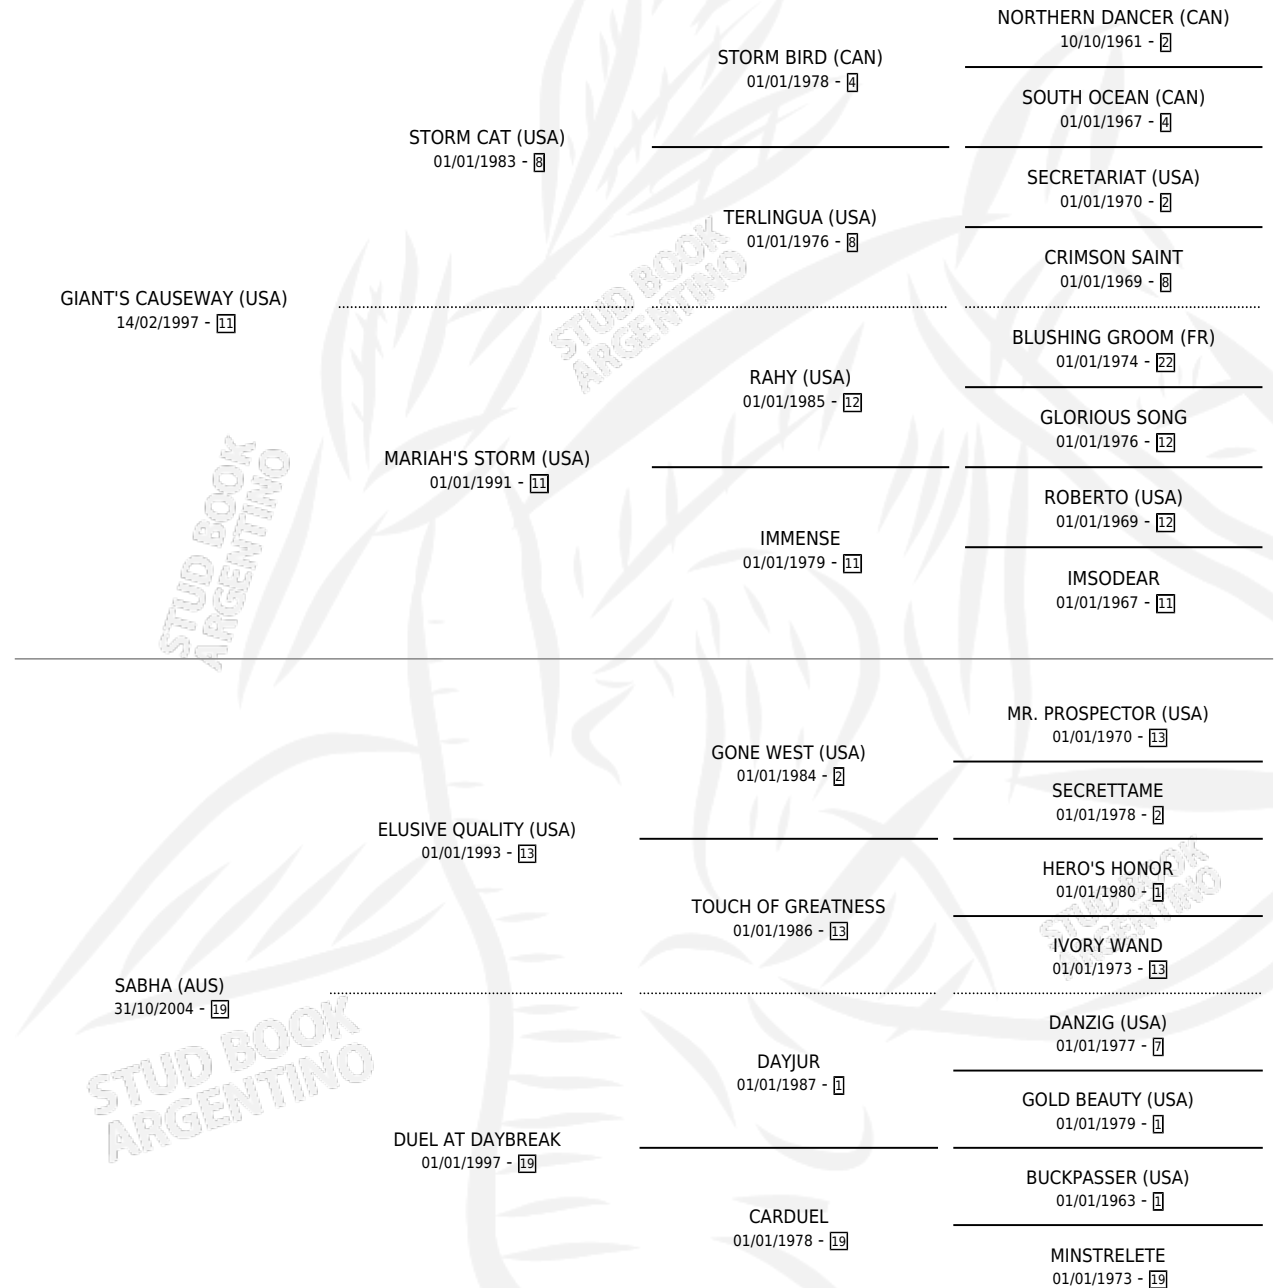 NORTHERN DANCER (CAN)
10/10/1961 - 2
STORM BIRD (CAN)
01/01/1978 - 4
SOUTH OCEAN (CAN)
01/01/1967 - 4
STORM CAT (USA)
01/01/1983 - 8
SECRETARIAT (USA)
01/01/1970 - 2
TERLINGUA (USA)
01/01/1976 - 8
CRIMSON SAINT
01/01/1969 - 8
GIANT'S CAUSEWAY (USA)
14/02/1997 - 11
STUD BOOK
ARGENTINO
BLUSHING GROOM (FR)
01/01/1974 - 22
RAHY (USA)
01/01/1985 - 12
GLORIOUS SONG
01/01/1976 - 12
MARIAH'S STORM (USA)
01/01/1991 - 11
ROBERTO (USA)
01/01/1969 - 12
IMMENSE
01/01/1979 - 11
IMSODEAR
01/01/1967 - 11
STUD BOOK
ARGENTINO
MR. PROSPECTOR (USA)
01/01/1970 - 13
GONE WEST (USA)
01/01/1984 - 2
SECRETTAME
01/01/1978 - 2
ELUSIVE QUALITY (USA)
01/01/1993 - 13
HERO'S HONOR
01/01/1980 - 1
TOUCH OF GREATNESS
01/01/1986 - 13
STUD BOOK
ARGENTINO
IVORY WAND
01/01/1973 - 13
SABHA (AUS)
31/10/2004 - 19
STUD BOOK
ARGENTINO
DANZIG (USA)
01/01/1977 - 7
DAYJUR
01/01/1987 - 1
GOLD BEAUTY (USA)
01/01/1979 - 1
DUEL AT DAYBREAK
01/01/1997 - 19
BUCKPASSER (USA)
01/01/1963 - 1
CARDUEL
01/01/1978 - 19
MINSTRELETE
01/01/1973 - 19